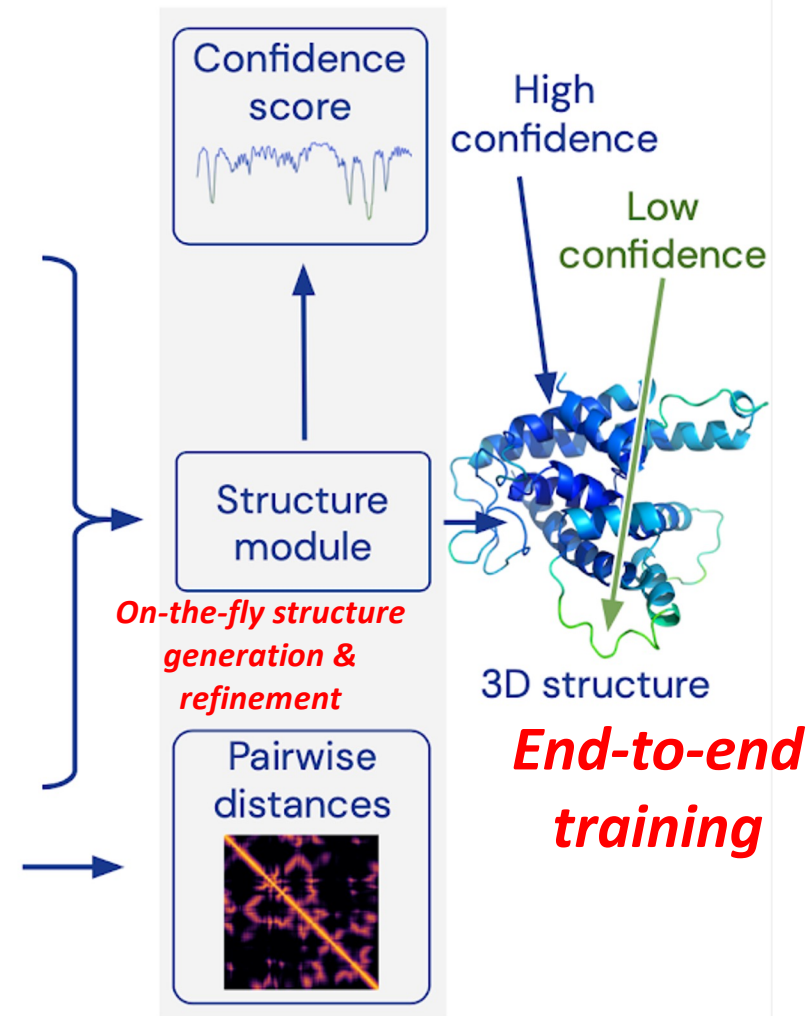 Confidence
score
High
confidence
Low
confidence
Structure
module
On-the-fly structure
generation &
refinement
3D structure
End-to-end
training
Pairwise
distances